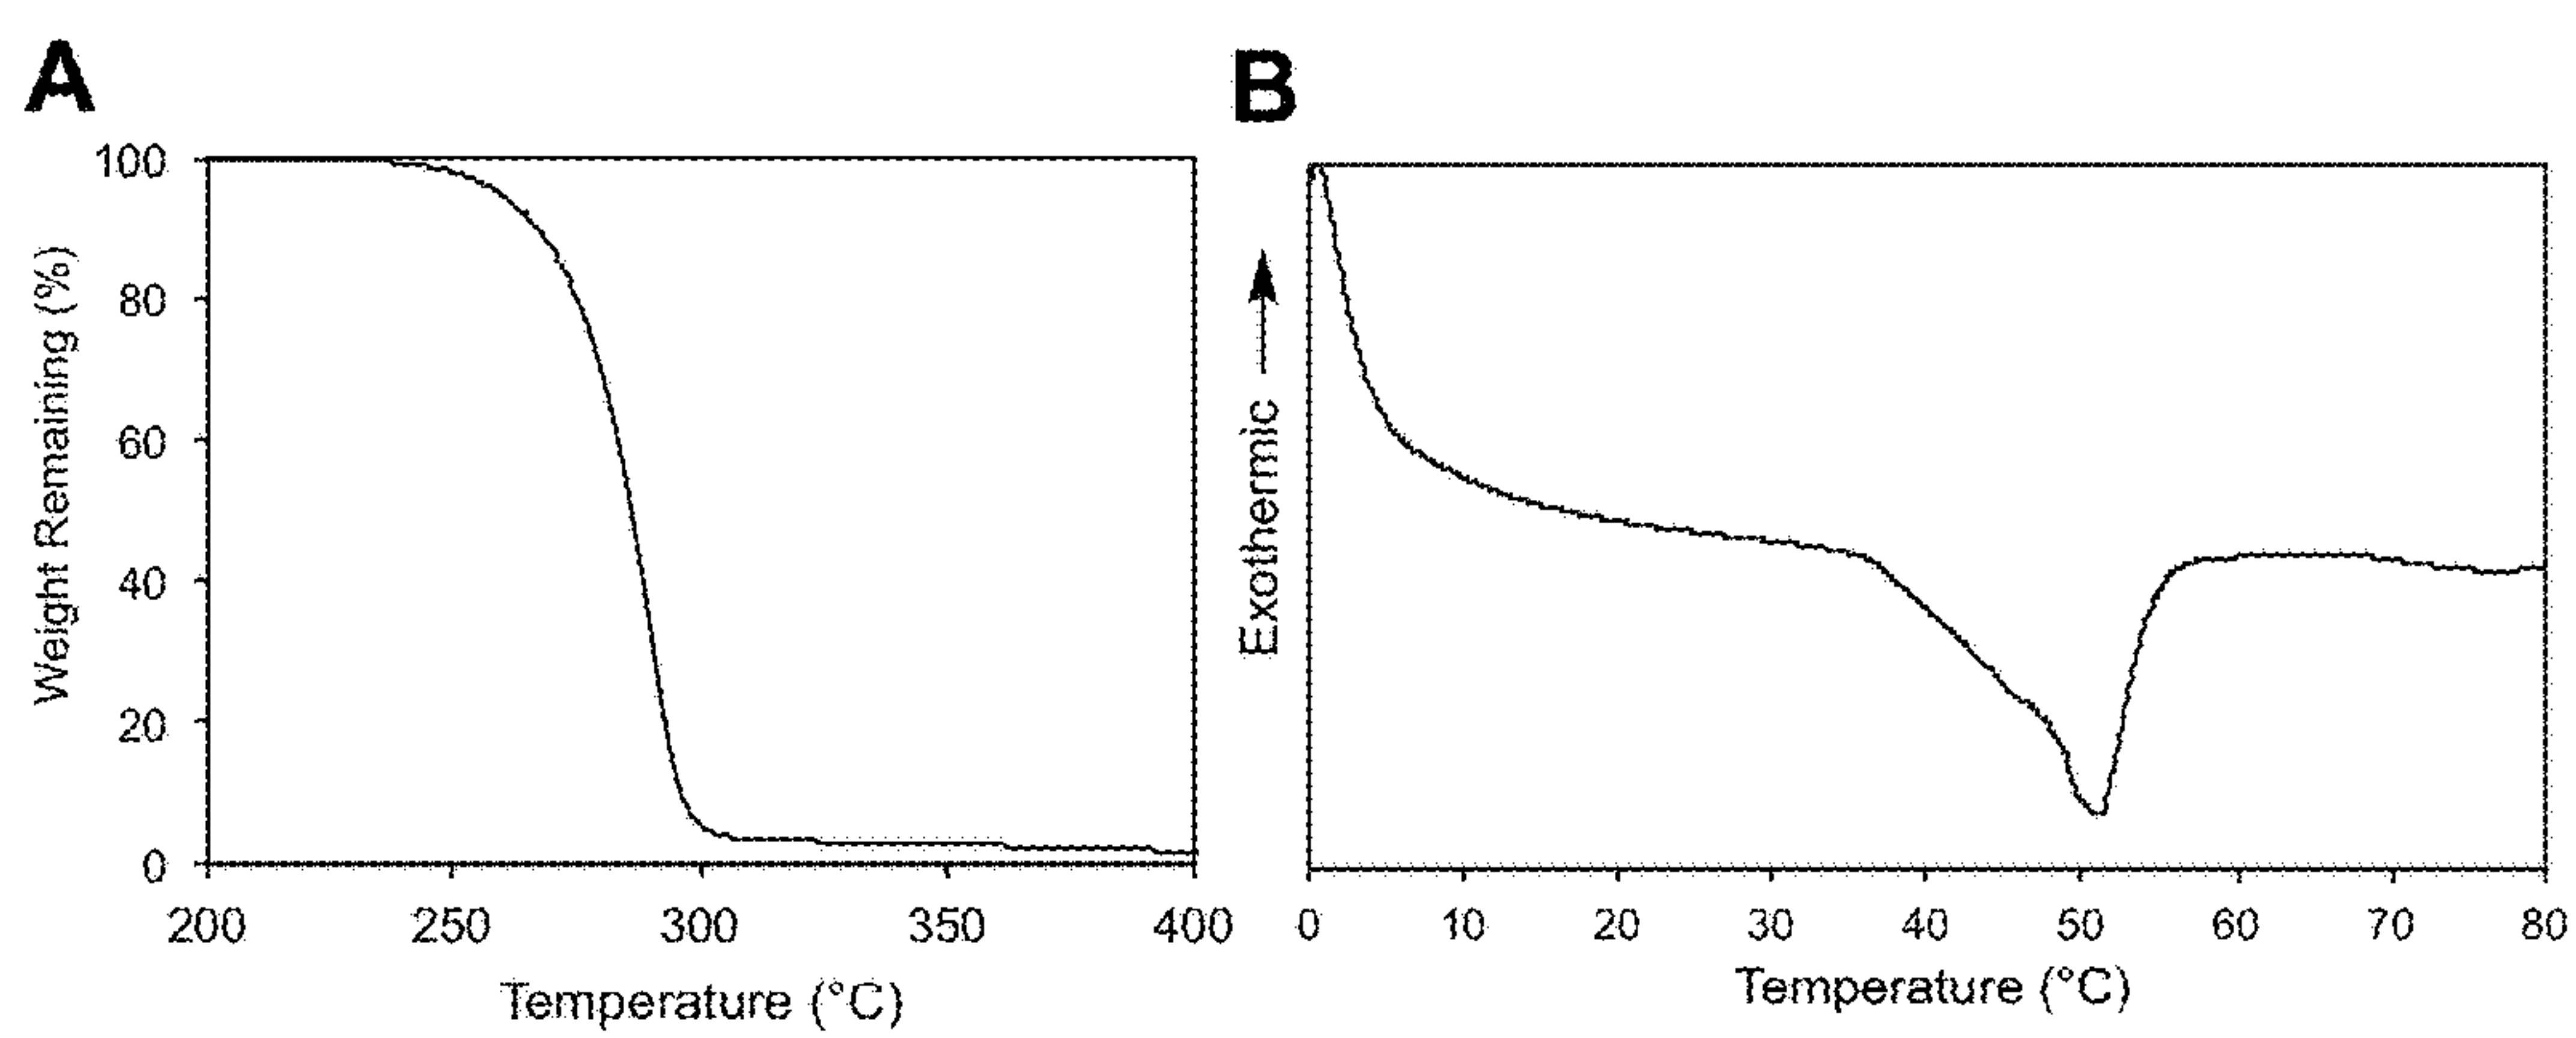 A
B
Weight Remaining (%)
100
80
60
40
20
0
200 250 300 350 400
Temperature (°C)
Exothermic
0 10 20 30 40 50 60 70 80
Temperature (°C)